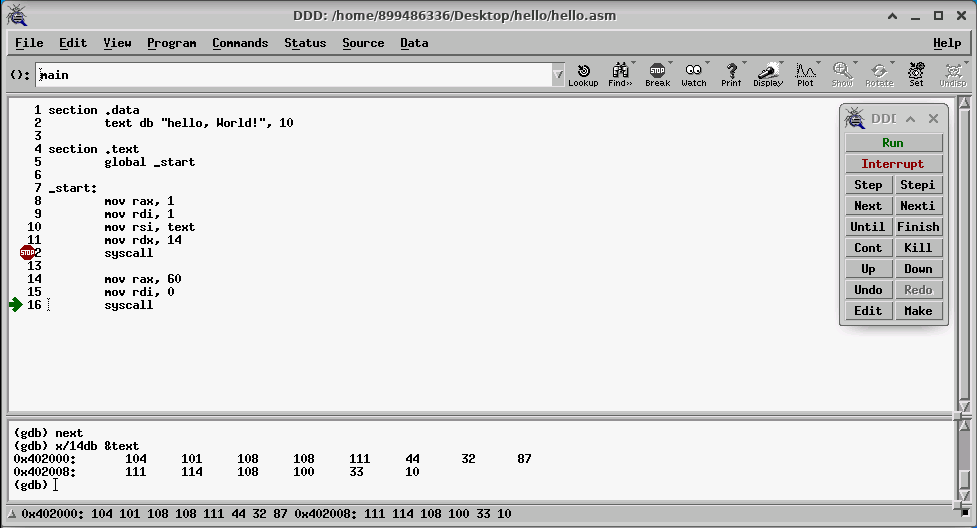 DDD: /home/899486336/Desktop/hello/hello.asm
File Edit View Program Commands Status Source Data Help
(): main
Lookup Find>> Break Watch Print Display Plot Show Rotate Set Undisp
1 section .data
2 text db "hello, World!", 10
3
4 section .text
5 global _start
6
7 _start:
8 mov rax, 1
9 mov rdi, 1
10 mov rsi, text
11 mov rdx, 14
STOP 2 syscall
13
14 mov rax, 60
15 mov rdi, 0
16 syscall
DDD
Run
Interrupt
Step Stepi
Next Nexti
Until Finish
Cont Kill
Up Down
Undo Redo
Edit Make
(gdb) next
(gdb) x/14db &text
0x402000: 104 101 108 108 111 44 32 87
0x402008: 111 114 108 100 33 10
(gdb)
0x402000: 104 101 108 108 111 44 32 87 0x402008: 111 114 108 100 33 10